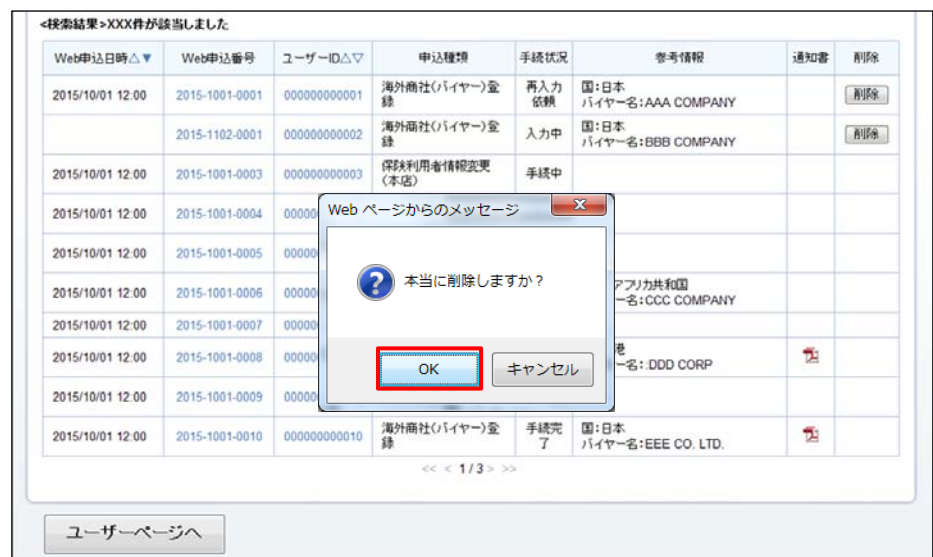 <検索結果>XXX件が該当しました
Web申込日時△▼ Web申込番号 ユーザーID△▽ 申込種類 手続状況 参考情報 通知書 削除
2015/10/01 12:00 2015-1001-0001 000000000001 海外商社(バイヤー)登録 再入力依頼 国:日本 バイヤー名:AAA COMPANY 削除
2015-1102-0001 000000000002 海外商社(バイヤー)登録 入力中 国:日本 バイヤー名:BBB COMPANY 削除
2015/10/01 12:00 2015-1001-0003 000000000003 保険利用者情報変更(本店) 手続中
2015/10/01 12:00 2015-1001-0004 00000
2015/10/01 12:00 2015-1001-0005 00000
2015/10/01 12:00 2015-1001-0006 00000 アフリカ共和国 ー名:CCC COMPANY
2015/10/01 12:00 2015-1001-0007 00000
2015/10/01 12:00 2015-1001-0008 00000 港 ー名:.DDD CORP
2015/10/01 12:00 2015-1001-0009 00000
2015/10/01 12:00 2015-1001-0010 000000000010 海外商社(バイヤー)登録 手続完了 国:日本 バイヤー名:EEE CO. LTD.
<< < 1/3 > >>
Web ページからのメッセージ
本当に削除しますか?
OK キャンセル
ユーザーページへ